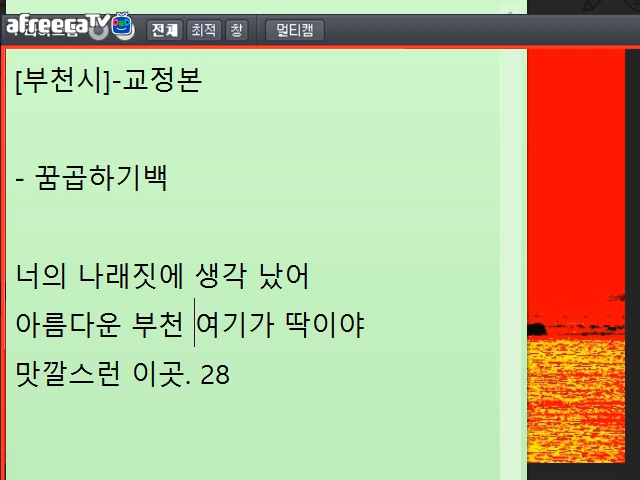 afreecaTV
전체 최적 창 멀티캠
[부천시]-교정본
- 꿈곱하기백
너의 나래짓에 생각 났어
아름다운 부천 여기가 딱이야
맛깔스런 이곳. 28